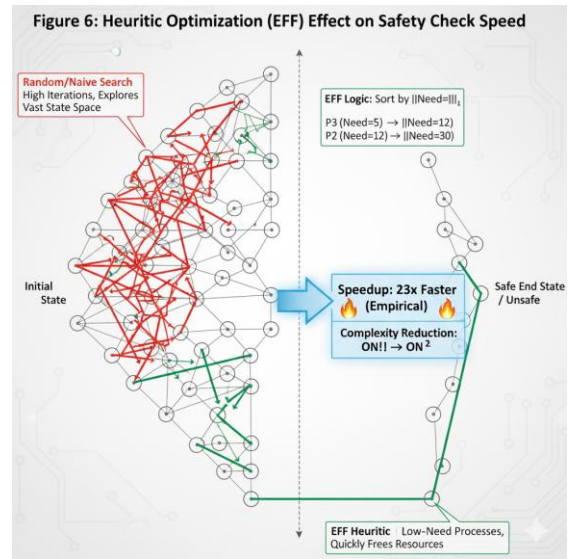 Figure 6: Heuritic Optimization (EFF) Effect on Safety Check Speed
Random/Naive Search
High Iterations, Explores
Vast State Space
EFF Logic: Sort by ||Need=|||₁
P3 (Need=5) → ||Need=12)
P2 (Need=12) → ||Need=30)
Initial
State
Speedup: 23x Faster
(Empirical)
Complexity Reduction:
ON!! → ON²
Safe End State
/ Unsafe
EFF Heuritic | Low-Need Processes,
Quickly Frees Resources